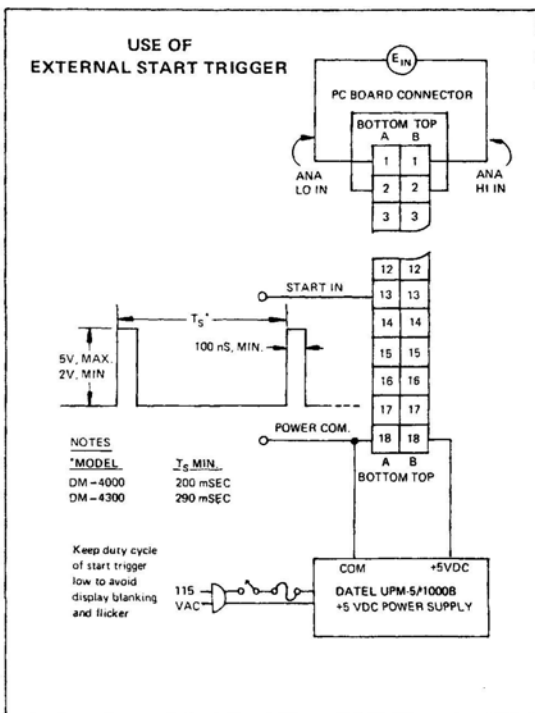 USE OF
EXTERNAL START TRIGGER
E IN
PC BOARD CONNECTOR
BOTTOM TOP
A B
1 1
2 2
3 3
ANA
LO IN
ANA
HI IN
12 12
START IN
13 13
14 14
15 15
16 16
17 17
18 18
A B
BOTTOM TOP
TS*
100 nS, MIN.
5V, MAX.
2V, MIN
POWER COM.
NOTES
*MODEL TS MIN.
DM-4000 200 mSEC
DM-4300 290 mSEC
Keep duty cycle
of start trigger
low to avoid
display blanking
and flicker
115
VAC
COM +5VDC
DATEL UPM-5/1000B
+5 VDC POWER SUPPLY